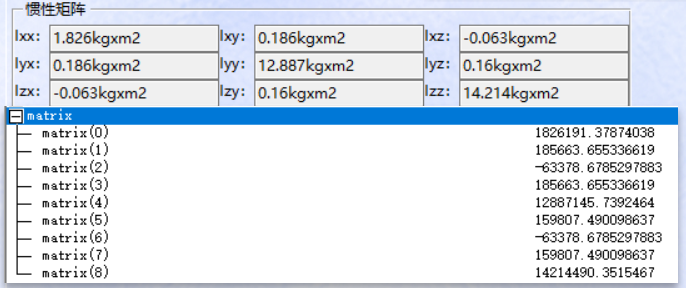 惯性矩阵
Ixx: 1.826kgxm2 Ixy: 0.186kgxm2 Ixz: -0.063kgxm2
Iyx: 0.186kgxm2 Iyy: 12.887kgxm2 Iyz: 0.16kgxm2
Izx: -0.063kgxm2 Izy: 0.16kgxm2 Izz: 14.214kgxm2
matrix
matrix(0) 1826191.37874038
matrix(1) 185663.655336619
matrix(2) -63378.6785297883
matrix(3) 185663.655336619
matrix(4) 12887145.7392464
matrix(5) 159807.490098637
matrix(6) -63378.6785297883
matrix(7) 159807.490098637
matrix(8) 14214490.3515467